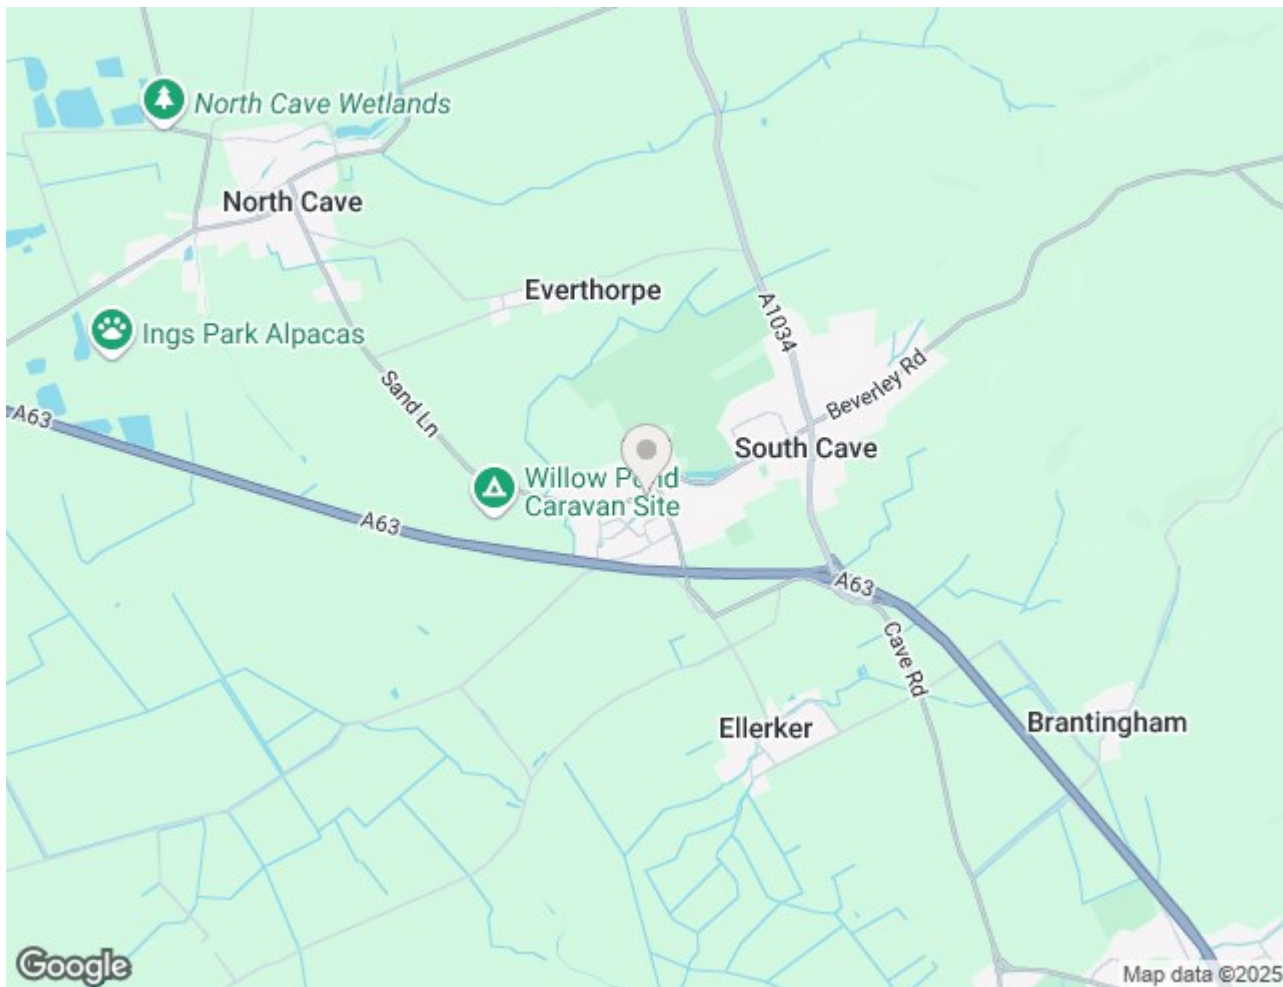 North Cave Wetlands
North Cave
Everthorpe
A1034
Ings Park Alpacas
Sand Ln
Beverley Rd
A63
South Cave
Willow Pond
Caravan Site
A63
A63
Cave Rd
Ellerker
Brantingham
Google
Map data ©2025